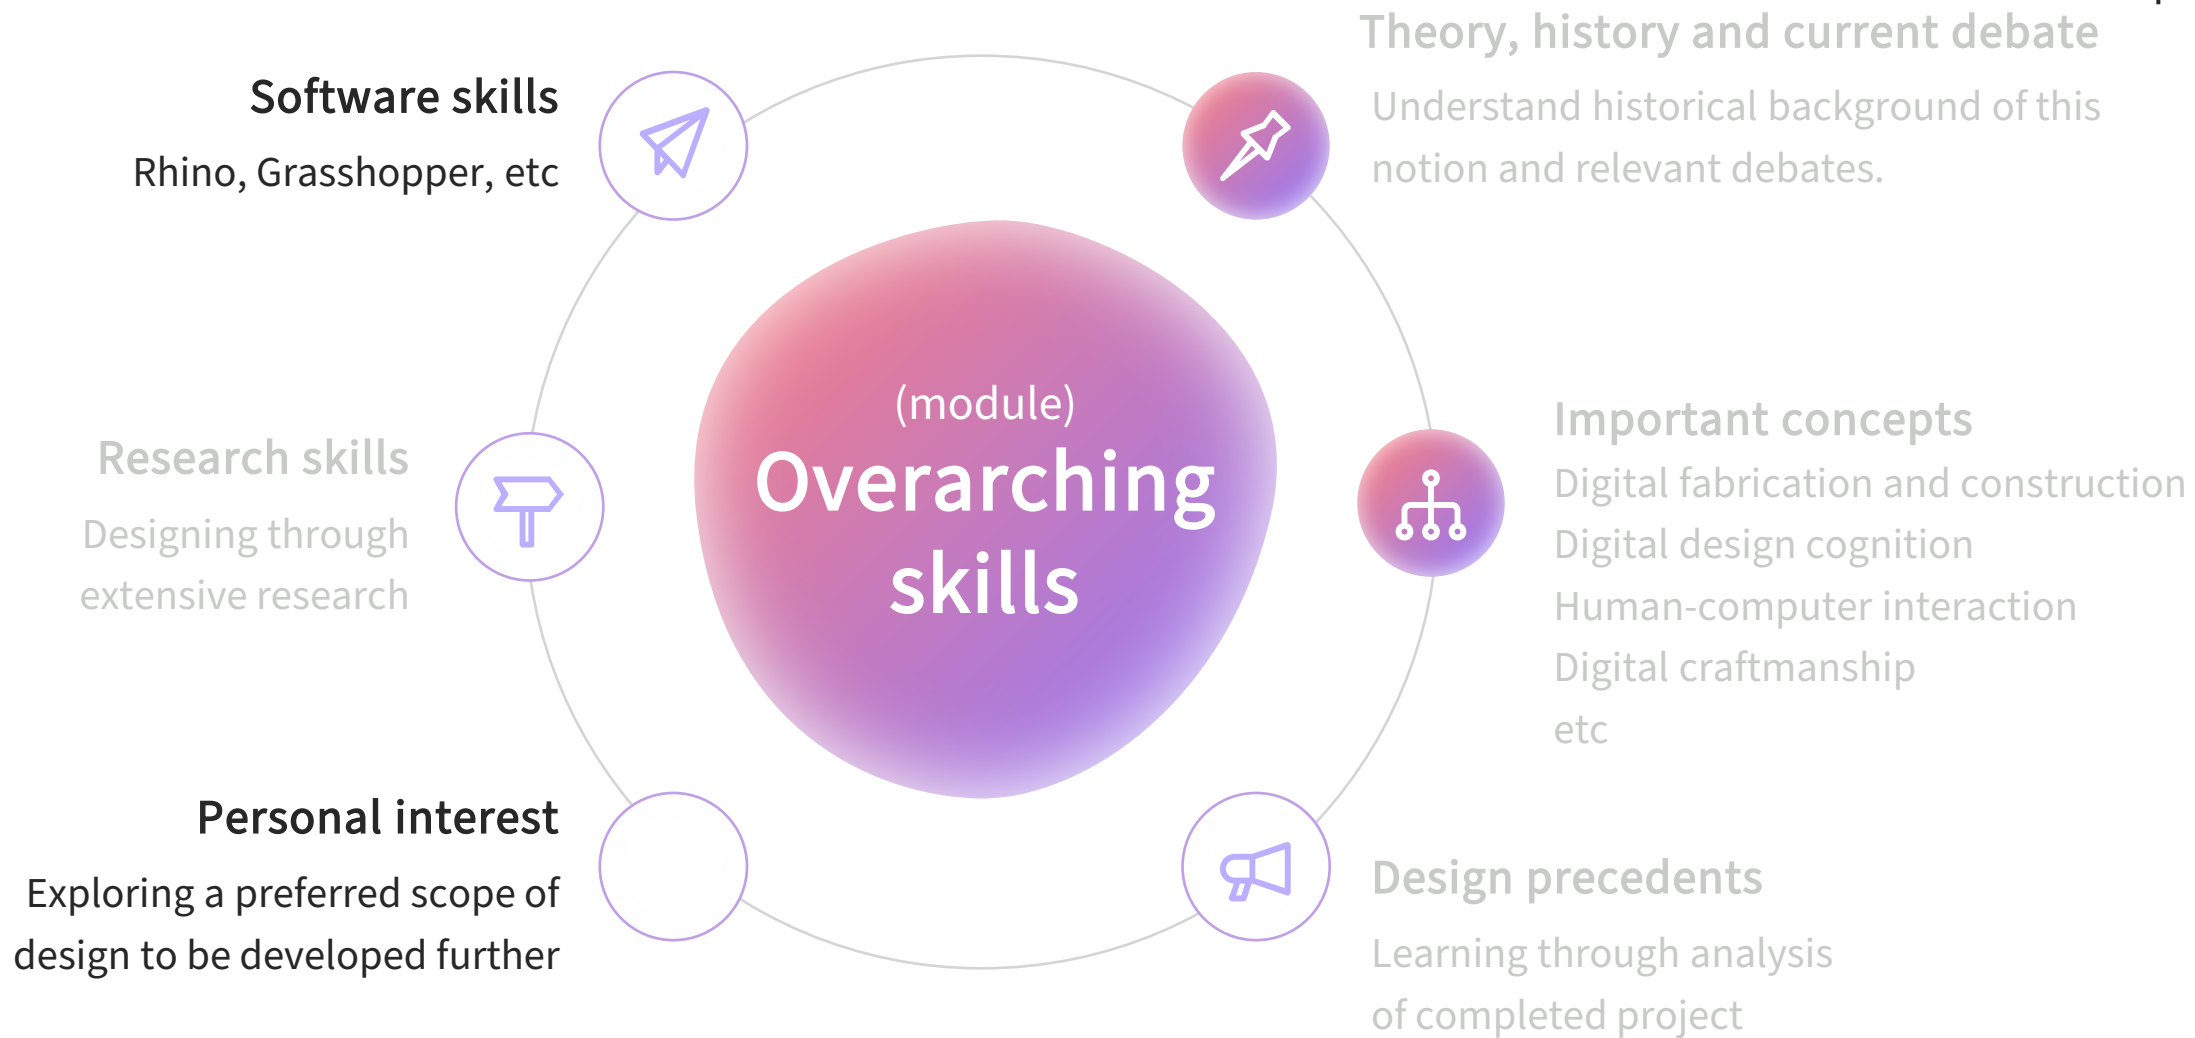 Theory, history and current debate
Understand historical background of this
notion and relevant debates.
Software skills
Rhino, Grasshopper, etc
(module)
Overarching
skills
Important concepts
Digital fabrication and construction
Digital design cognition
Human-computer interaction
Digital craftmanship
etc
Research skills
Designing through
extensive research
Personal interest
Exploring a preferred scope of
design to be developed further
Design precedents
Learning through analysis
of completed project